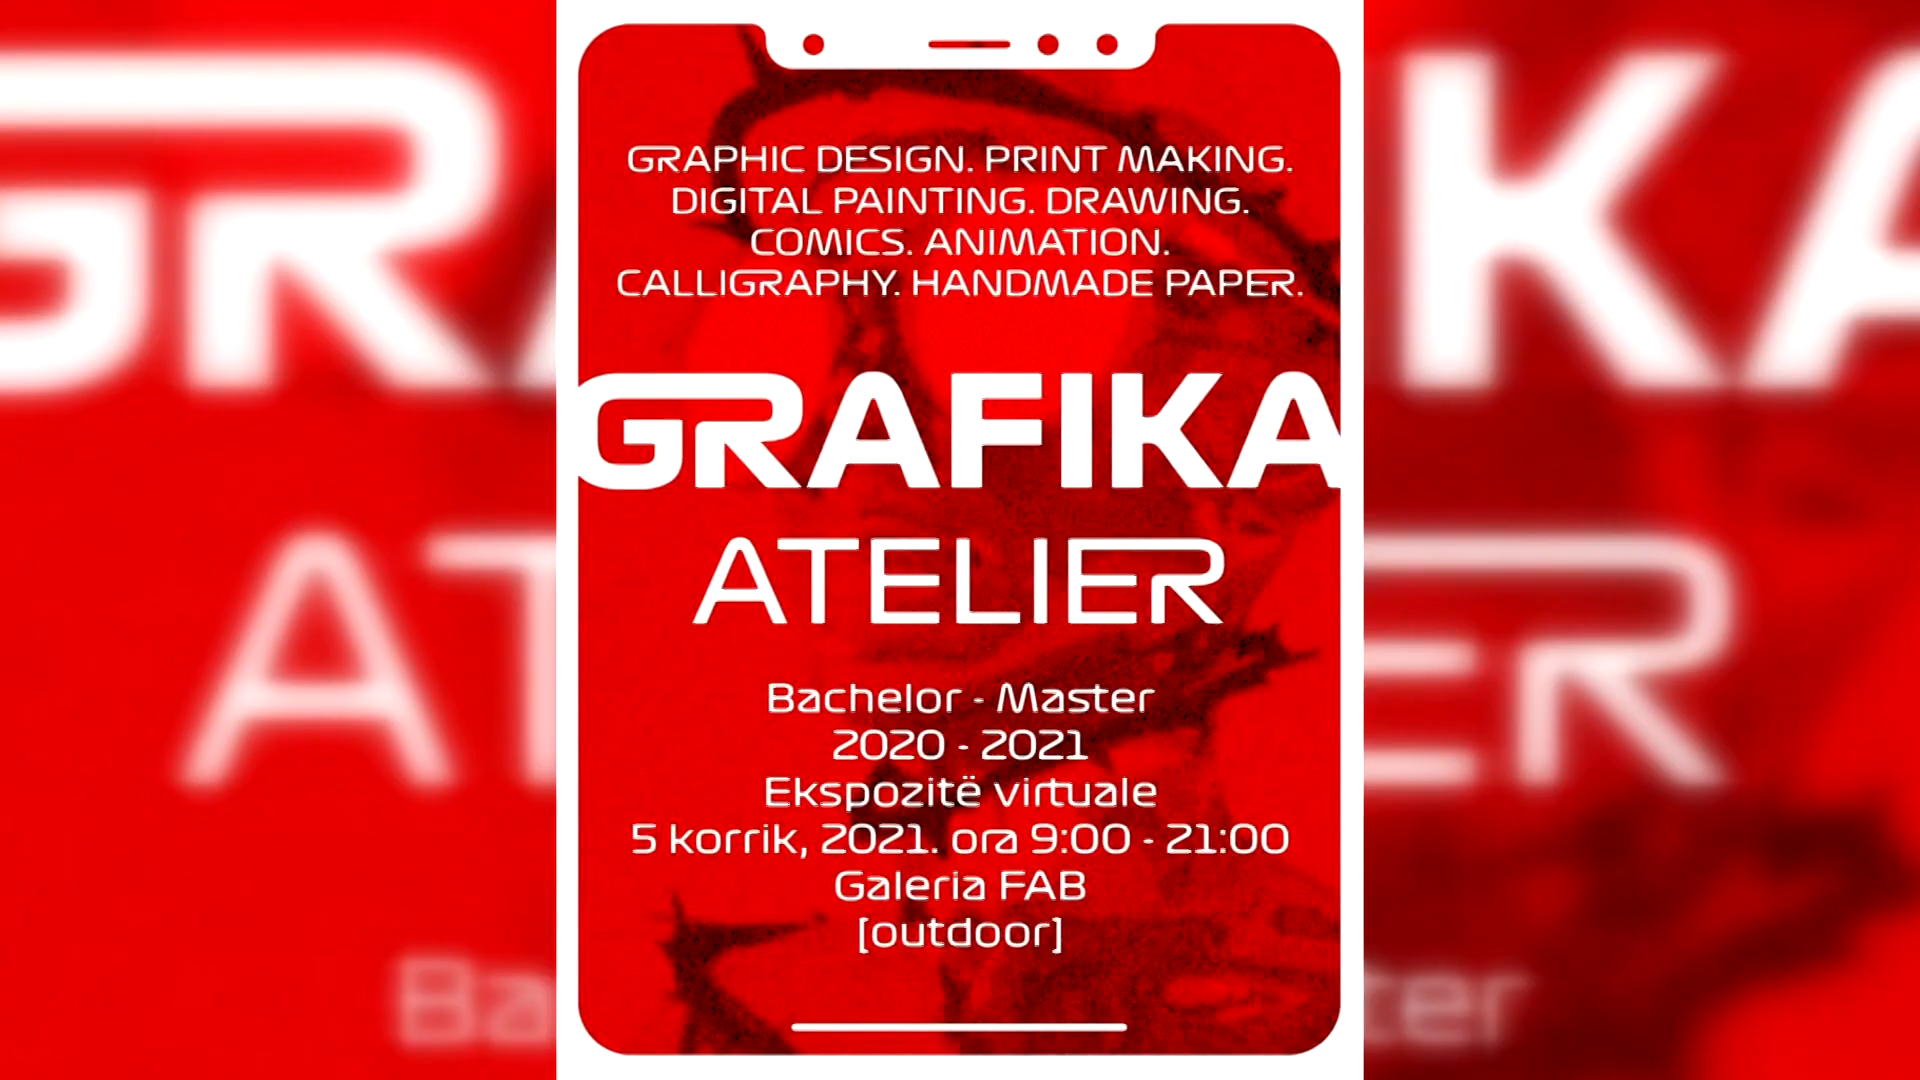 GRAPHIC DESIGN. PRINT MAKING.
DIGITAL PAINTING. DRAWING.
COMICS. ANIMATION.
CALLIGRAPHY. HANDMADE PAPER.
GRAFIKA
ATELIER
Bachelor - Master
2020 - 2021
Ekspozitë virtuale
5 korrik, 2021. ora 9:00 - 21:00
Galeria FAB
[outdoor]